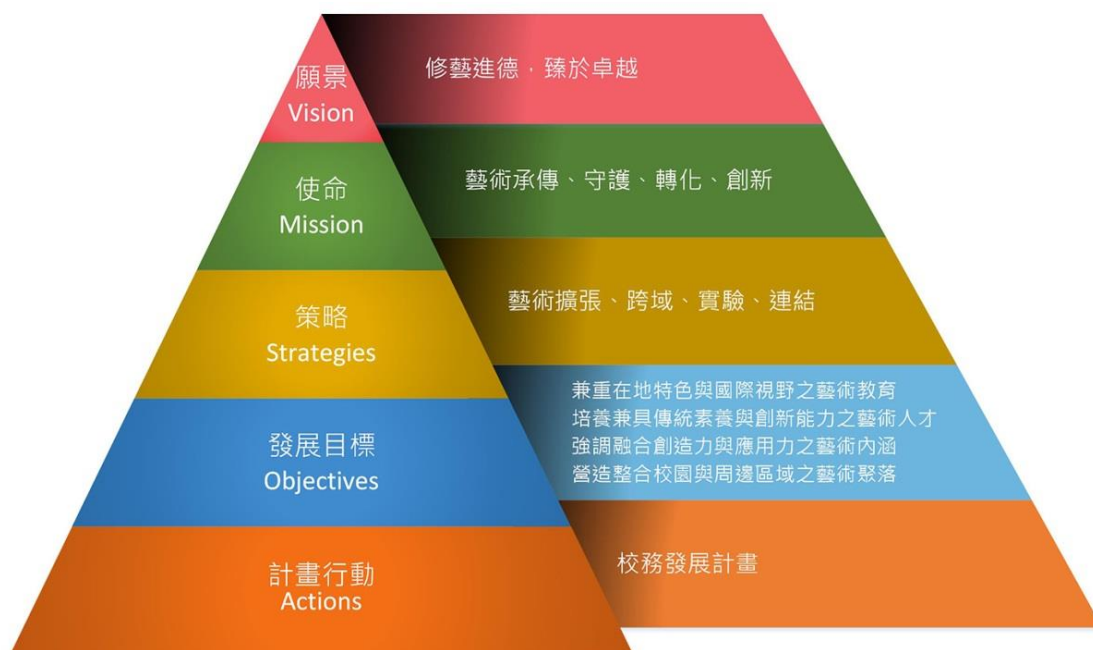 願景
Vision
修藝進德，臻於卓越
使命
Mission
藝術承傳、守護、轉化、創新
策略
Strategies
藝術擴張、跨域、實驗、連結
發展目標
Objectives
兼重在地特色與國際視野之藝術教育
培養兼具傳統素養與創新能力之藝術人才
強調融合創造力與應用力之藝術內涵
營造整合校園與周邊區域之藝術聚落
計畫行動
Actions
校務發展計畫